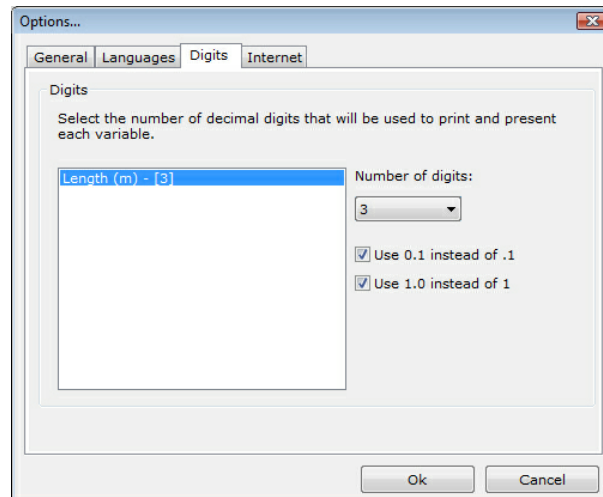 Options...
General Languages Digits Internet
Digits
Select the number of decimal digits that will be used to print and present
each variable.
Length (m) - [3]
Number of digits:
3
Use 0.1 instead of .1
Use 1.0 instead of 1
Ok Cancel